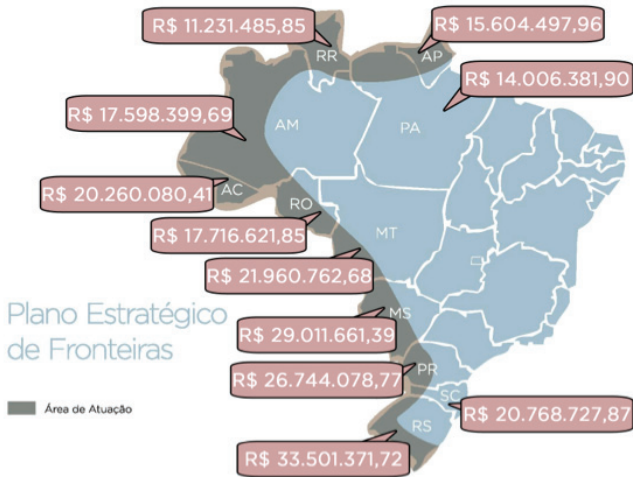 R$ 11.231.485,85
R$ 15.604.497,96
RR
AP
R$ 14.006.381,90
R$ 17.598.399,69
AM
PA
R$ 20.260.080,41
AC
RO
R$ 17.716.621,85
MT
R$ 21.960.762,68
Plano Estratégico
de Fronteiras
MS
R$ 29.011.661,39
PR
R$ 26.744.078,77
SC
Área de Atuação
R$ 20.768.727,87
RS
R$ 33.501.371,72